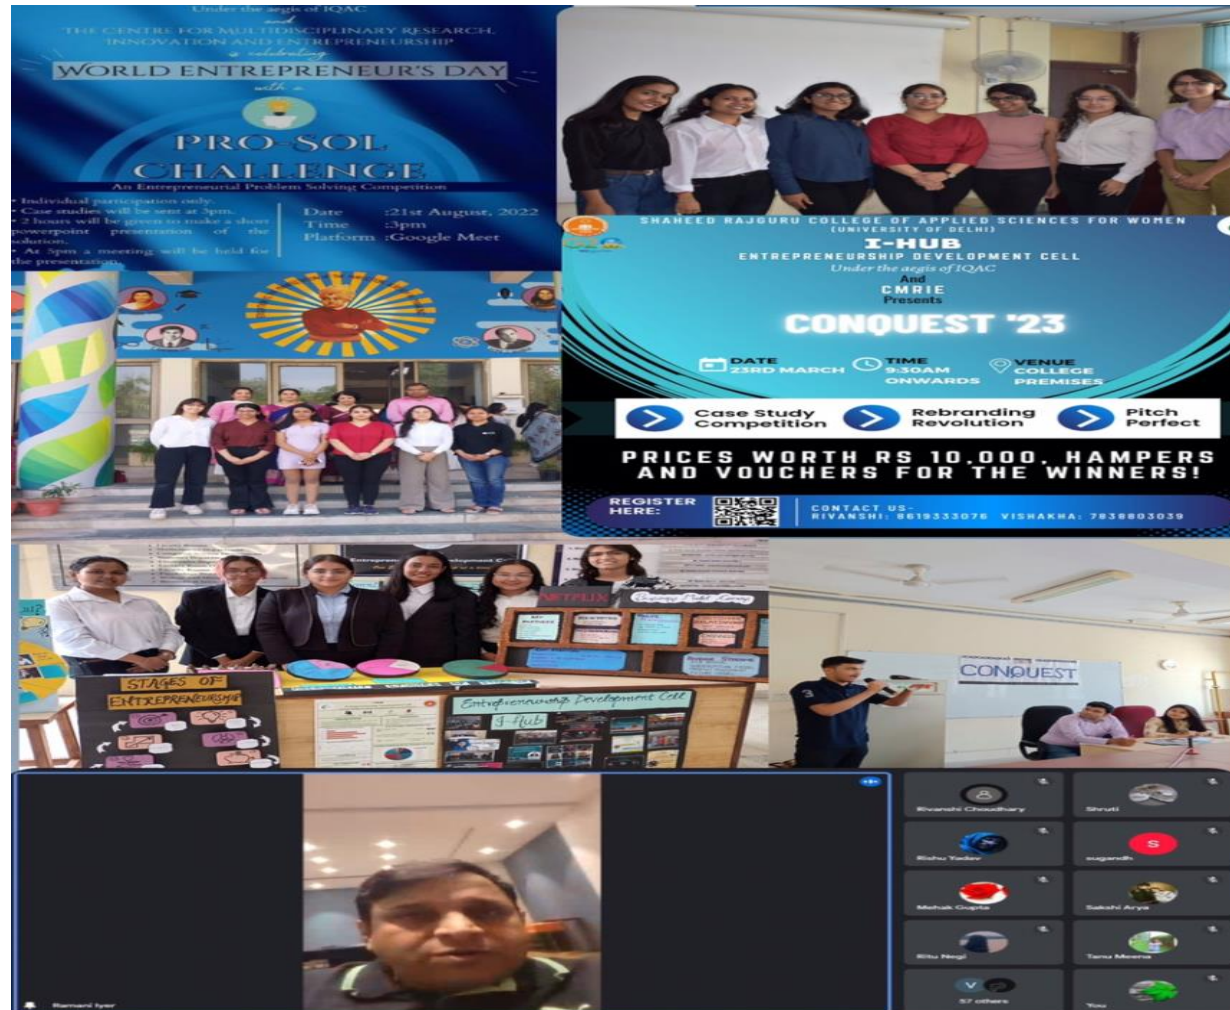 Under the aegis of IQAC
and
THE CENTRE FOR MULTIDISCIPLINARY RESEARCH,
INNOVATION AND ENTREPRENEURSHIP
is celebrating
WORLD ENTREPRENEUR'S DAY
with a
PRO-SOL
CHALLENGE
An Entrepreneurial Problem Solving Competition
• Individual participation only.
• Case studies will be sent at 3pm.
• 2 hours will be given to make a short
powerpoint presentation of the
solution.
• At 5pm a meeting will be held for
the presentation.
Date :21st August, 2022
Time :3pm
Platform :Google Meet
SHAHEED RAJGURU COLLEGE OF APPLIED SCIENCES FOR WOMEN
(UNIVERSITY OF DELHI)
I-HUB
ENTREPRENEURSHIP DEVELOPMENT CELL
Under the aegis of IQAC
And
CMRIE
Presents
CONQUEST '23
DATE
23RD MARCH
TIME
9:30AM
ONWARDS
VENUE
COLLEGE
PREMISES
Case Study
Competition
Rebranding
Revolution
Pitch
Perfect
PRICES WORTH RS 10,000, HAMPERS
AND VOUCHERS FOR THE WINNERS!
REGISTER
HERE:
CONTACT US-
RIVANSHI: 8619333076 VISHAKHA: 7838803039
NETFLIX
STAGES OF
ENTREPRENEURSHIP
Entrepreneurship Development Cell
I-Hub
CONQUEST
3
Rivanshi Choudhary
Shruti
Rishu Yadav
S
sugandh
Mehak Gupta
Sakshi Arya
Ritu Negi
Tanu Meena
V
57 others
You
Ramani Iyer